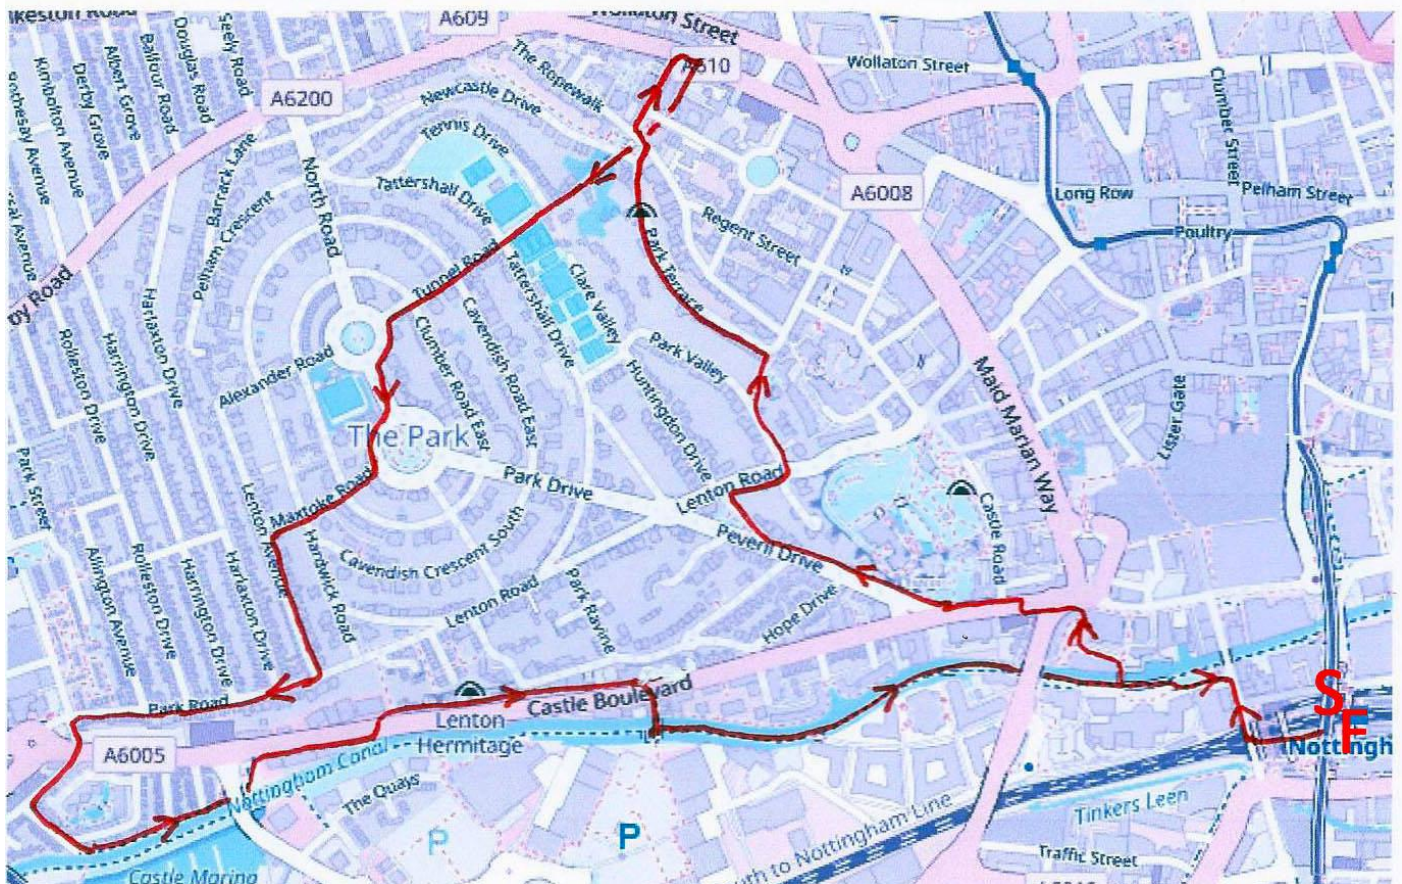 A609
Wollaton Street
Seely Road
Douglas Road
Balfour Road
Albert Grove
Derby Grove
Kimbolton Avenue
The Ropewalk
A610
Wollaton Street
A6200
Newcastle Drive
Clumber Street
Tennis Drive
Barrack Lane
North Road
Tattershall Drive
A6008
Long Row
Pelham Street
Pelham Crescent
Regent Street
Poultry
Park Terrace
Tunnel Road
Tattershall Drive
Clare Valley
Harlaxton Drive
Cavendish Road East
Clumber Road East
Rolleston Drive
Harrington Drive
Alexander Road
Park Valley
Huntingdon Drive
Maid Marian Way
Lister Gate
The Park
Park Street
Park Drive
Lenton Road
Maxtoke Road
Lenton Avenue
Castle Road
Peveril Drive
Cavendish Crescent South
Hardwick Road
Allington Avenue
Rolleston Drive
Harrington Drive
Harlaxton Drive
Lenton Road
Park Ravine
Hope Drive
Park Road
Castle Boulevard
S
F
Lenton
Hermitage
A6005
Nottingham Canal
The Quays
P
P
Tinkers Leen
Traffic Street
Castle Marina